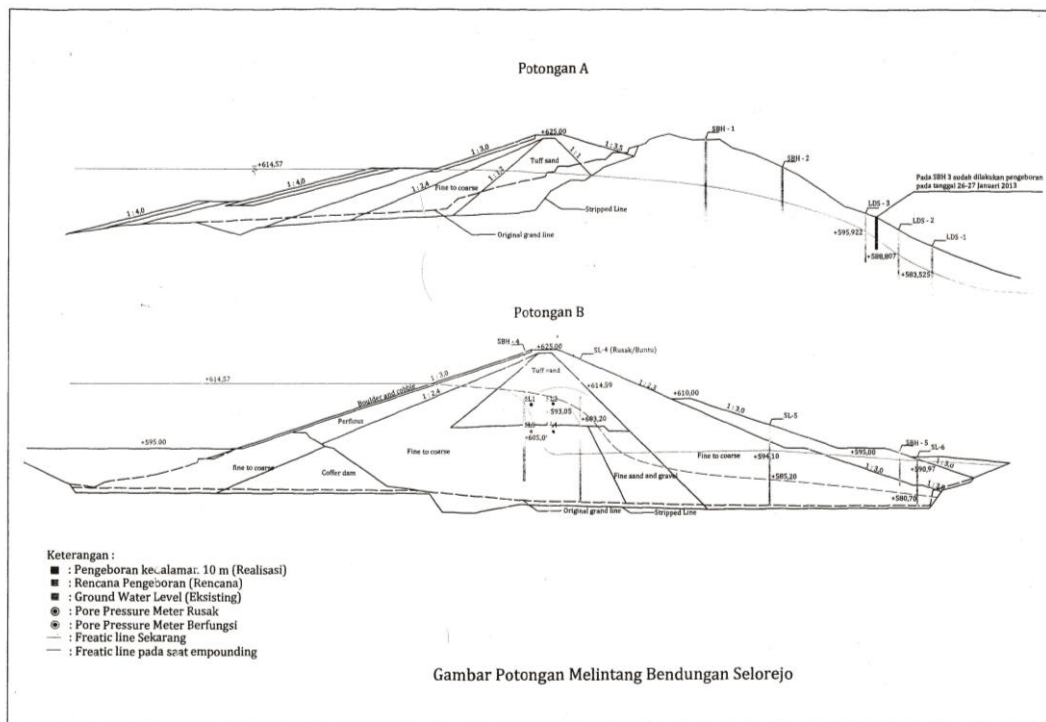 Potongan A
+625,00
1 : 3,0
1 : 3,5
1 : 1
Tuff sand
SBH - 1
SBH - 2
+614,57
Pada SBH 3 sudah dilakukan pengeboran
pada tanggal 26-27 Januari 2013
1 : 4,0
1 : 2,4
Fine to coarse
1 : 4,0
Stripped Line
Original grand line
LDS - 3
LDS - 2
LDS -1
+595,922
+588,807
+583,525
Potongan B
SBH - 4
+625,00
SL-4 (Rusak/Buntu)
Tuff sand
+614,57
Boulder and cobble
1 : 3,0
1 : 2,4
+614,59
+610,00
1 : 3,0
Perfious
593,05
+603,20
SL-5
+595.00
Fine to coarse
Fine to coarse
+594,10
+595,00
SBH - 5
SL-6
fine to coarse
Coffer dam
Fine sand and gravel
+585,20
1 : 3,0
+590,97
1 : 3,0
+580,70
Original grand line
Stripped Line
Keterangan :
: Pengeboran kedalaman 10 m (Realisasi)
: Rencana Pengeboran (Rencana)
: Ground Water Level (Eksisting)
: Pore Pressure Meter Rusak
: Pore Pressure Meter Berfungsi
: Freatic line Sekarang
: Freatic line pada saat empounding
Gambar Potongan Melintang Bendungan Selorejo